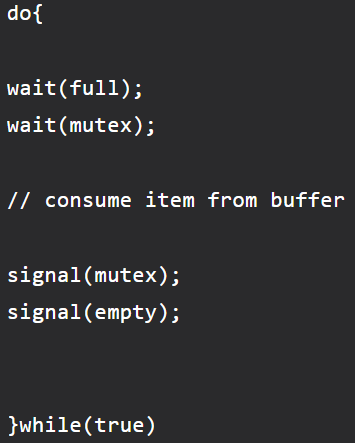 do{
wait(full);
wait(mutex);
// consume item from buffer
signal(mutex);
signal(empty);
}while(true)